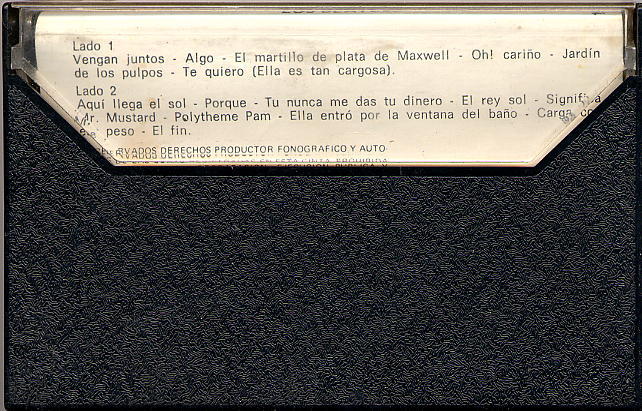 Lado 1
Vengan juntos - Algo - El martillo de plata de Maxwell - Oh! cariño - Jardín
de los pulpos - Te quiero (Ella es tan cargosa).
Lado 2
Aquí llega el sol - Porque - Tu nunca me das tu dinero - El rey sol -
Mr. Mustard - Polytheme Pam - Ella entró por la ventana del baño - Carga
peso - El fin.
DERECHOS PRODUCTOR FONOGRAFICO Y